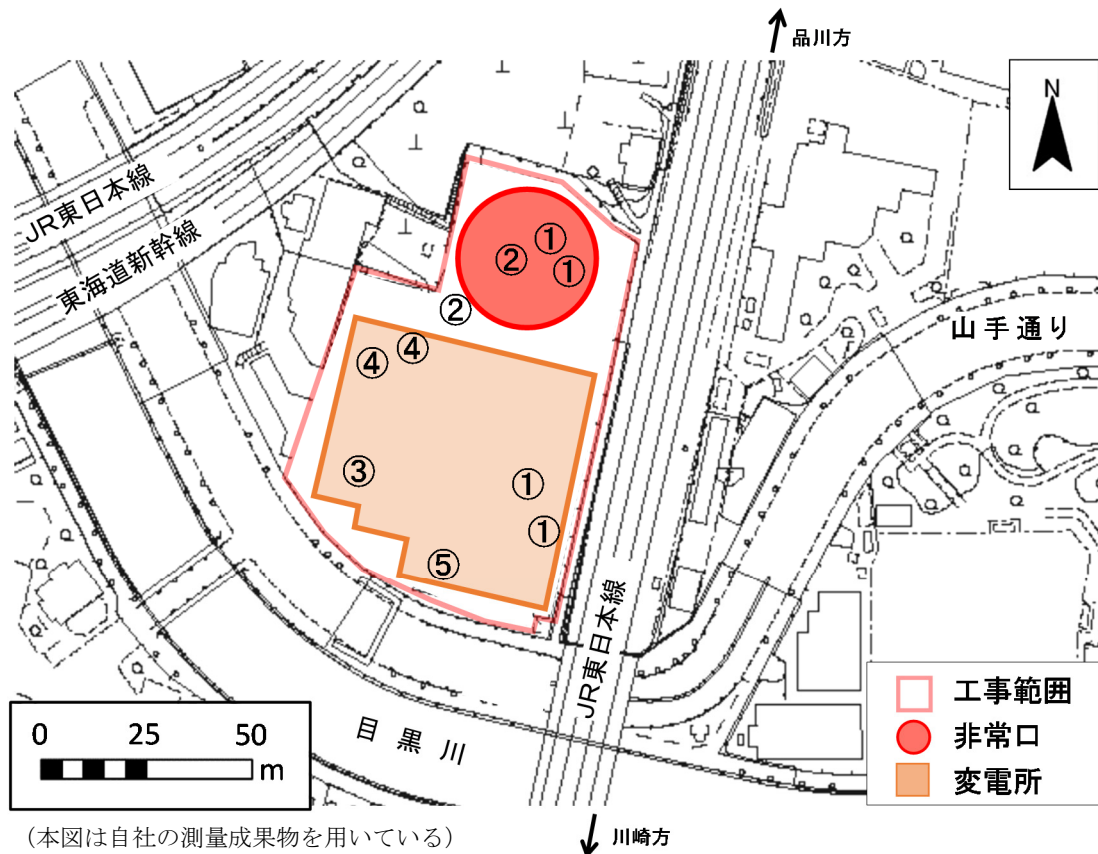 品川方
N
JR東日本線
東海道新幹線
山手通り
①
②
①
②
④
④
③
①
①
⑤
JR東日本線
目黒川
0 25 50
m
工事範囲
非常口
変電所
(本図は自社の測量成果物を用いている)
川崎方